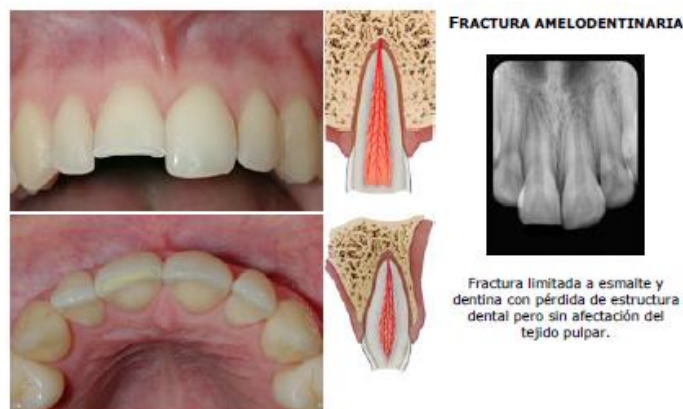 FRACTURA AMELODENTINARIA
Fractura limitada a esmalte y
dentina con pérdida de estructura
dental pero sin afectación del
tejido pulpar.